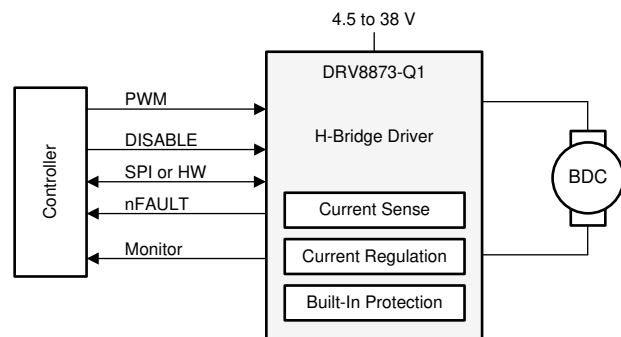 4.5 to 38 V
DRV8873-Q1
H-Bridge Driver
Controller
PWM
DISABLE
SPI or HW
nFAULT
Monitor
Current Sense
Current Regulation
Built-In Protection
BDC